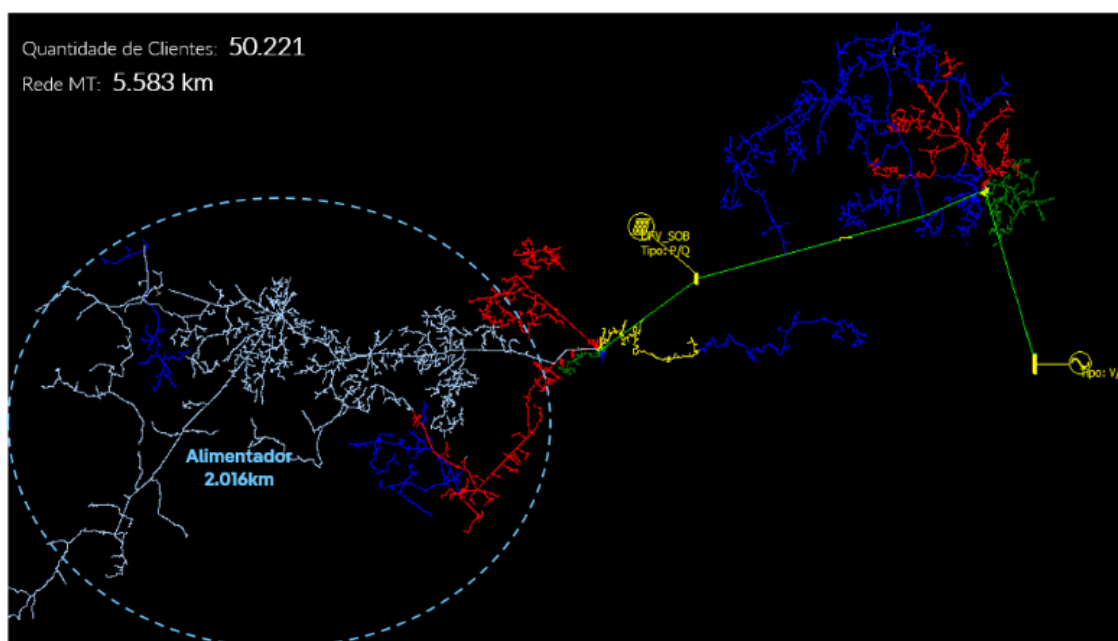 Quantidade de Clientes: 50.221
Rede MT: 5.583 km
Tipo: P/Q
Alimentador
2.016km